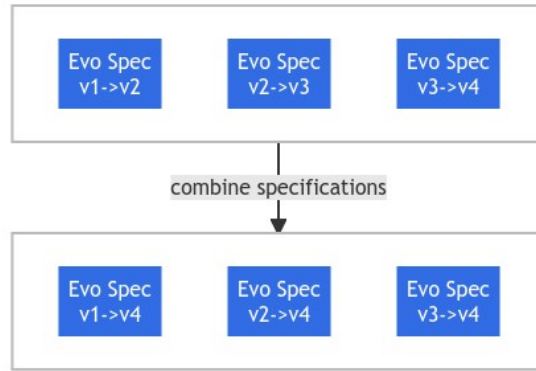 Evo Spec
v1->v2
Evo Spec
v2->v3
Evo Spec
v3->v4
combine specifications
Evo Spec
v1->v4
Evo Spec
v2->v4
Evo Spec
v3->v4